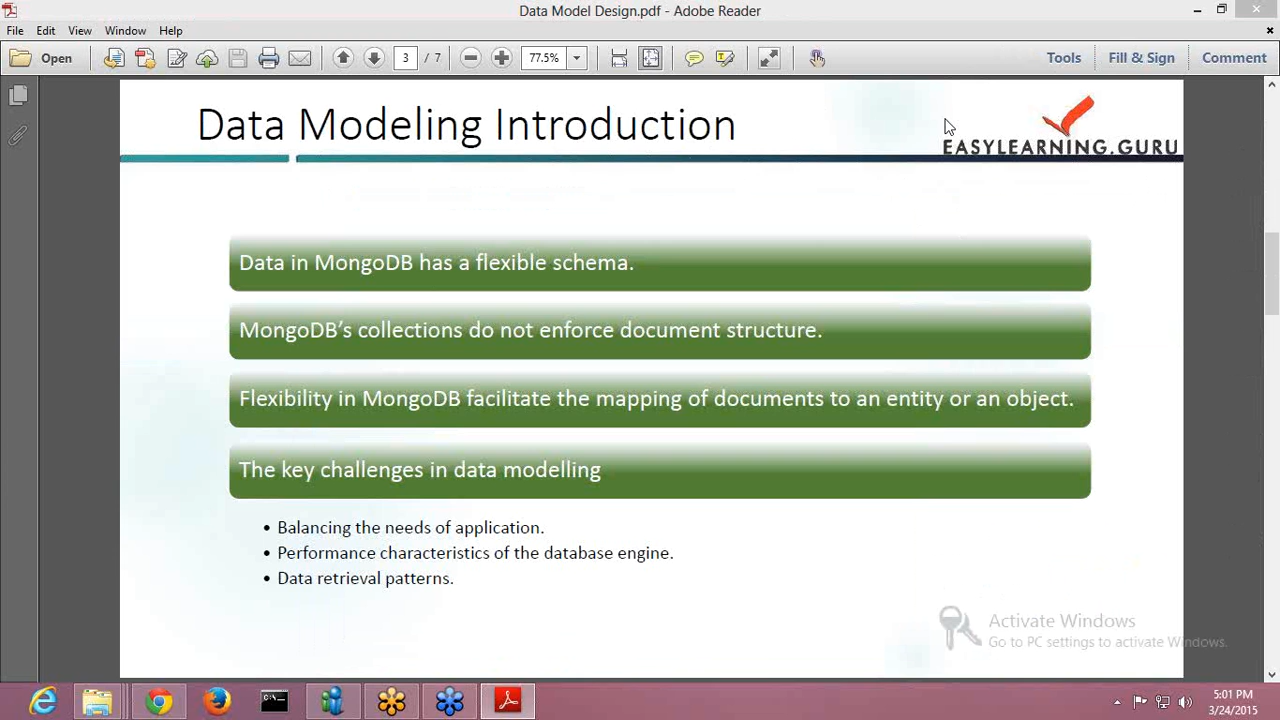 Data Model Design.pdf - Adobe Reader
File Edit View Window Help
Open 3 / 7 77.5% Tools Fill & Sign Comment
Data Modeling Introduction
EASYLEARNING.GURU
Data in MongoDB has a flexible schema.
MongoDB’s collections do not enforce document structure.
Flexibility in MongoDB facilitate the mapping of documents to an entity or an object.
The key challenges in data modelling
• Balancing the needs of application.
• Performance characteristics of the database engine.
• Data retrieval patterns.
Activate Windows
Go to PC settings to activate Windows.
5:01 PM
3/24/2015